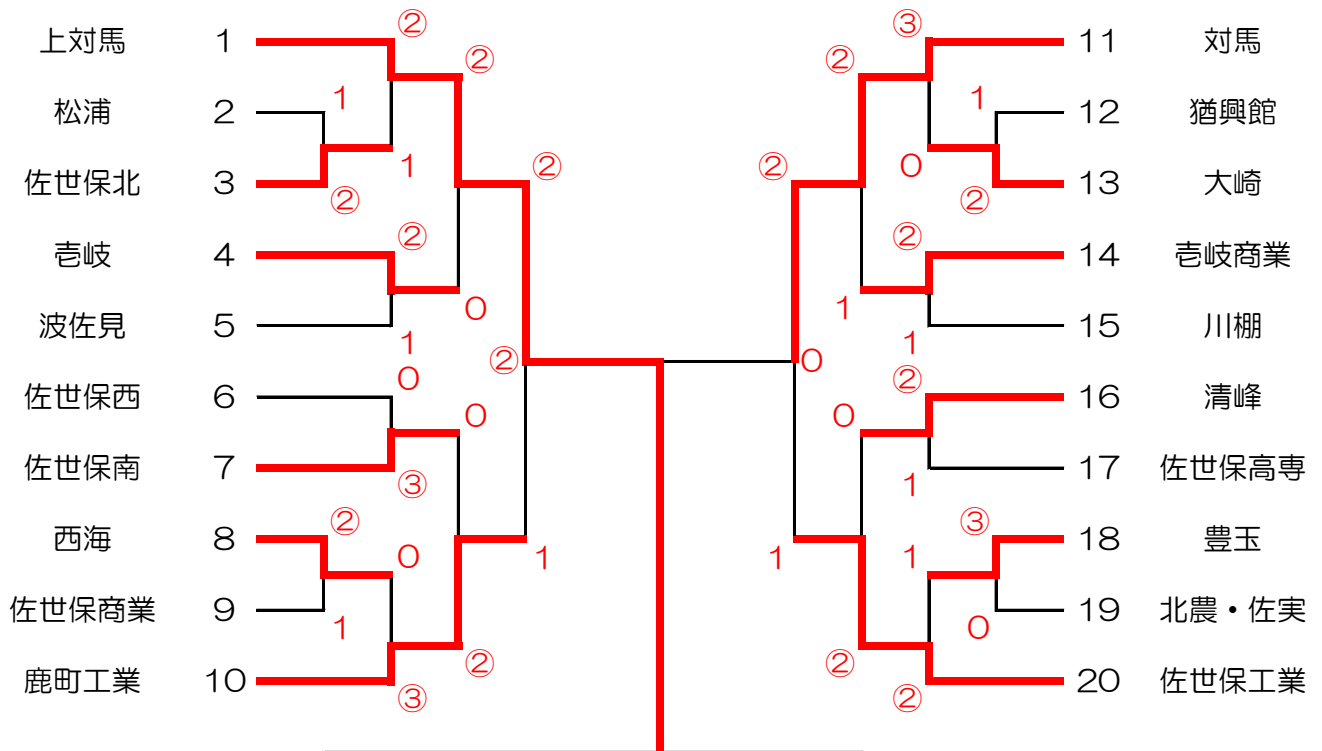 上対馬 1 ② ③ 11 対馬
② ②
松浦 2 1 1 12 猶興館
佐世保北 3 ② 1 ② ② 0 ② 13 大崎
壱岐 4 ② ② 14 壱岐商業
0 1
波佐見 5 1 1 15 川棚
② 0
佐世保西 6 0 ② 16 清峰
0 0
佐世保南 7 ③ 1 17 佐世保高専
西海 8 ② 0 1 1 1 ③ 18 豊玉
佐世保商業 9 1 0 19 北農・佐実
② ②
鹿町工業 10 ③ ② 20 佐世保工業